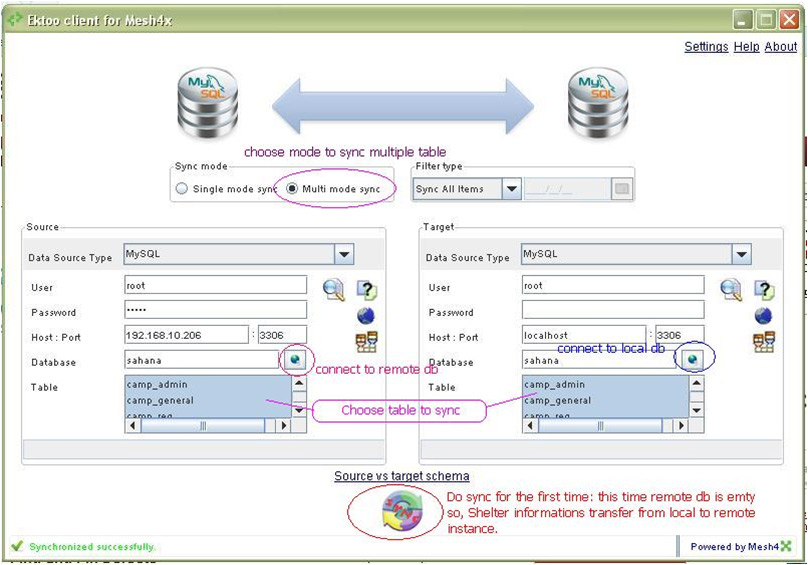 Ektoo client for Mesh4x
Settings Help About
MySQL
MySQL
choose mode to sync multiple table
Sync mode
Filter type
Single mode sync
Multi mode sync
Sync All Items
__/__/__
Source
Target
Data Source Type
MySQL
Data Source Type
MySQL
User
root
User
root
Password
•••••
Password
Host : Port
192.168.10.206
:
3306
Host : Port
localhost
:
3306
connect to local db
Database
sahana
Database
sahana
connect to remote db
Table
camp_admin
camp_general
camp_reg
Table
camp_admin
camp_general
camp_reg
Choose table to sync
Source vs target schema
SYNC
Do sync for the first time: this time remote db is emty
so, Shelter informations transfer from local to remote
instance.
Synchronized successfully.
Powered by Mesh4X